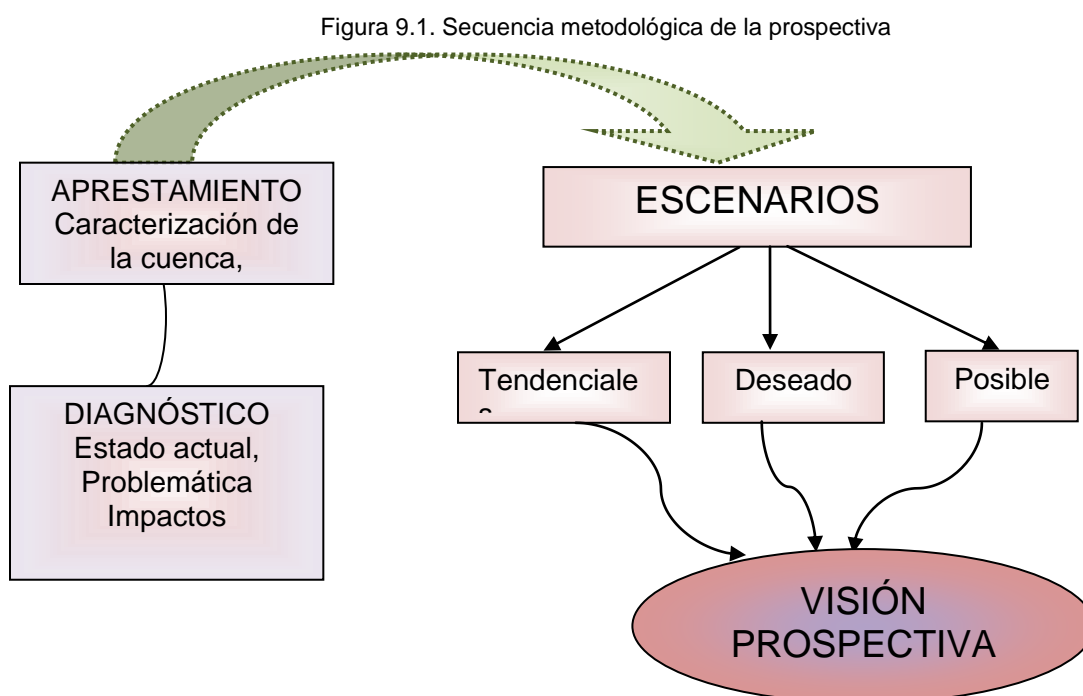 Figura 9.1. Secuencia metodológica de la prospectiva
APRESTAMIENTO
Caracterización de
la cuenca,
DIAGNÓSTICO
Estado actual,
Problemática
Impactos
ESCENARIOS
Tendenciale
s
Deseado
Posible
VISIÓN
PROSPECTIVA